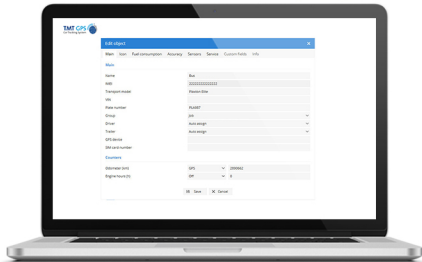 TMT GPS
Edit object
Main Icon Fuel consumption Accuracy Sensors Service Custom fields Info
Main
Name Boa
IMEI
Transport model
VIN
Plate number PLANET
Group
Driver Auto assign
Trailer Auto assign
GPS device
SIM card number
Counters
Odometer (km) GPS
Engine hours (h) Off 0
Save Cancel